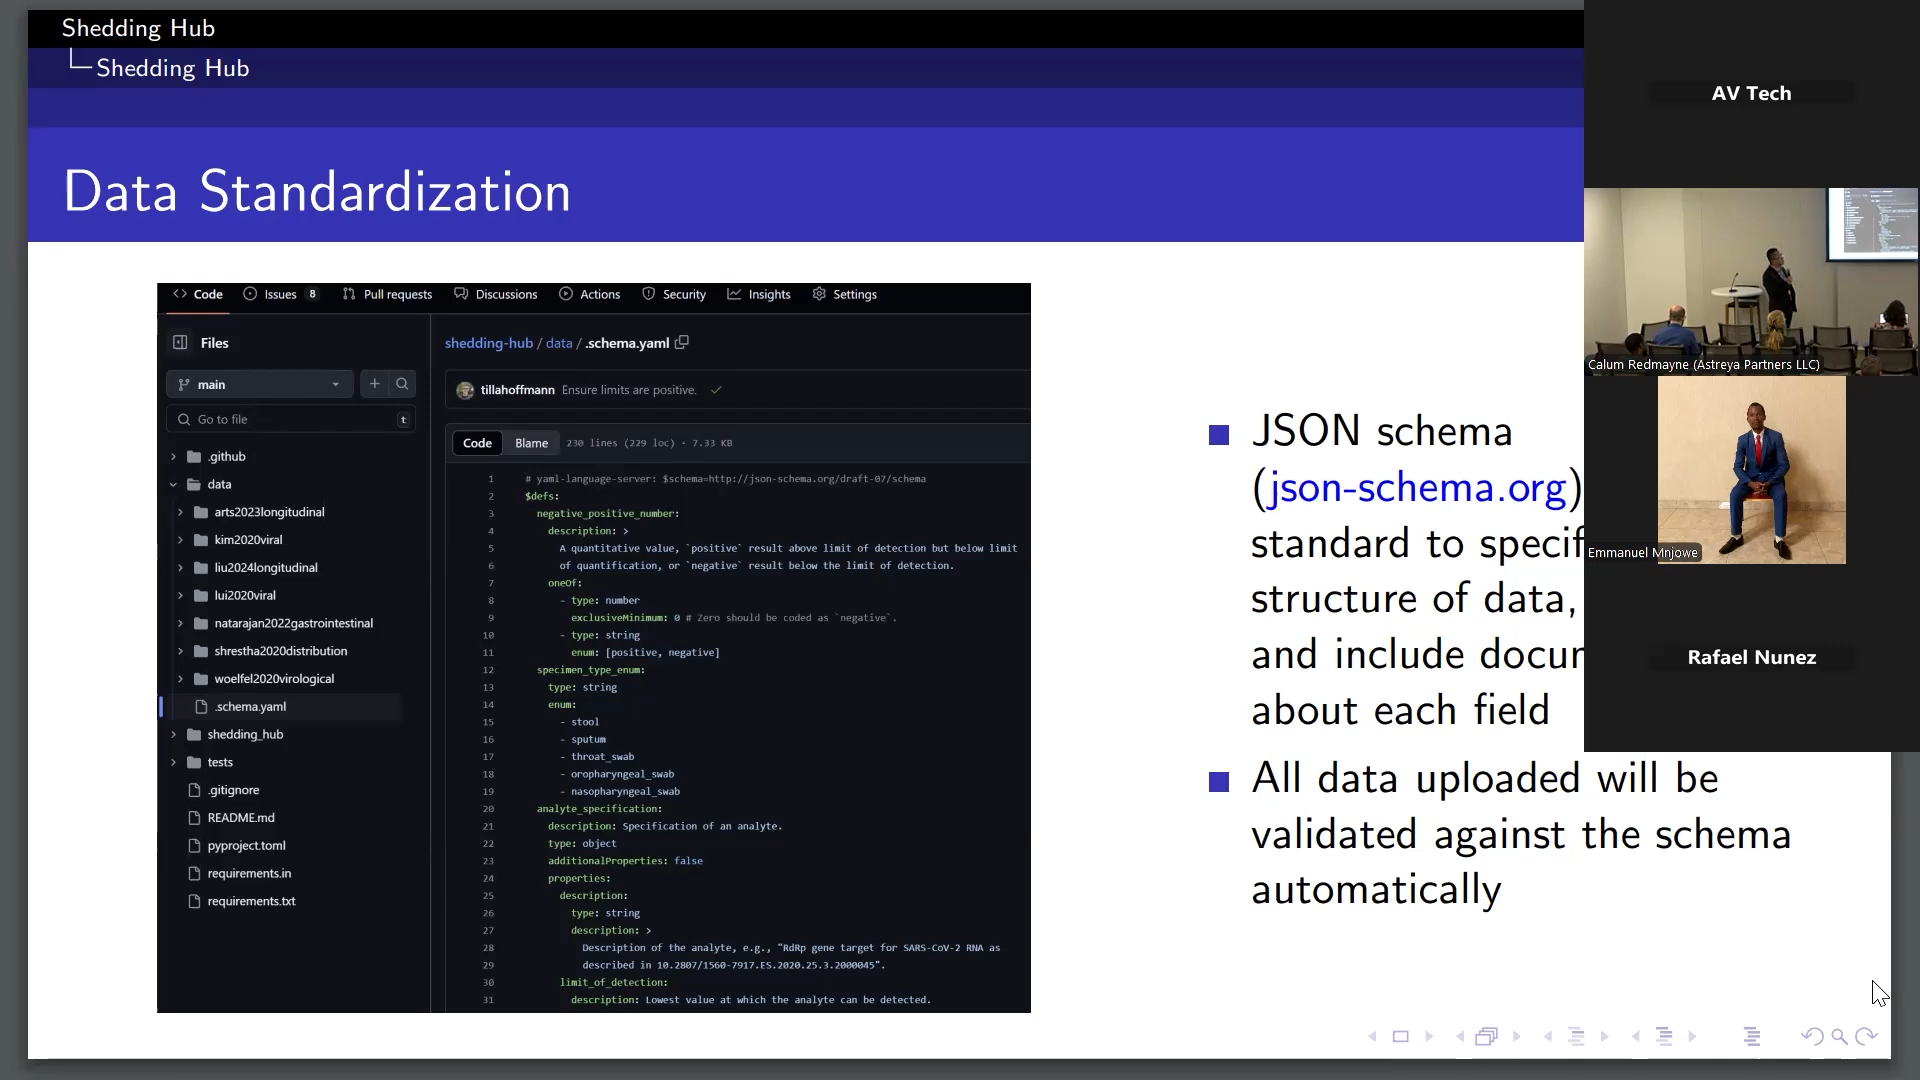 Shedding Hub
Shedding Hub
Data Standardization
Code Issues 8 Pull requests Discussions Actions Security Insights Settings
Files
main
Go to file t
.github
data
arts2023longitudinal
kim2020viral
liu2024longitudinal
lui2020viral
natarajan2022gastrointestinal
shrestha2020distribution
woelfel2020virological
.schema.yaml
shedding_hub
tests
.gitignore
README.md
pyproject.toml
requirements.in
requirements.txt
shedding-hub / data / .schema.yaml
tillahoffmann Ensure limits are positive.
Code Blame 230 lines (229 loc) · 7.33 KB
1 # yaml-language-server: $schema=http://json-schema.org/draft-07/schema
2 $defs:
3 negative_positive_number:
4 description: >
5 A quantitative value, `positive` result above limit of detection but below limit
6 of quantification, or `negative` result below the limit of detection.
7 oneOf:
8 - type: number
9 exclusiveMinimum: 0 # Zero should be coded as `negative`.
10 - type: string
11 enum: [positive, negative]
12 specimen_type_enum:
13 type: string
14 enum:
15 - stool
16 - sputum
17 - throat_swab
18 - oropharyngeal_swab
19 - nasopharyngeal_swab
20 analyte_specification:
21 description: Specification of an analyte.
22 type: object
23 additionalProperties: false
24 properties:
25 description:
26 type: string
27 description: >
28 Description of the analyte, e.g., "RdRp gene target for SARS-CoV-2 RNA as
29 described in 10.2807/1560-7917.ES.2020.25.3.2000045".
30 limit_of_detection:
31 description: Lowest value at which the analyte can be detected.
JSON schema
(json-schema.org)
standard to specif
structure of data,
and include docu
about each field
All data uploaded will be
validated against the schema
automatically
AV Tech
Calum Redmayne (Astreya Partners LLC)
Emmanuel Mnjowe
Rafael Nunez